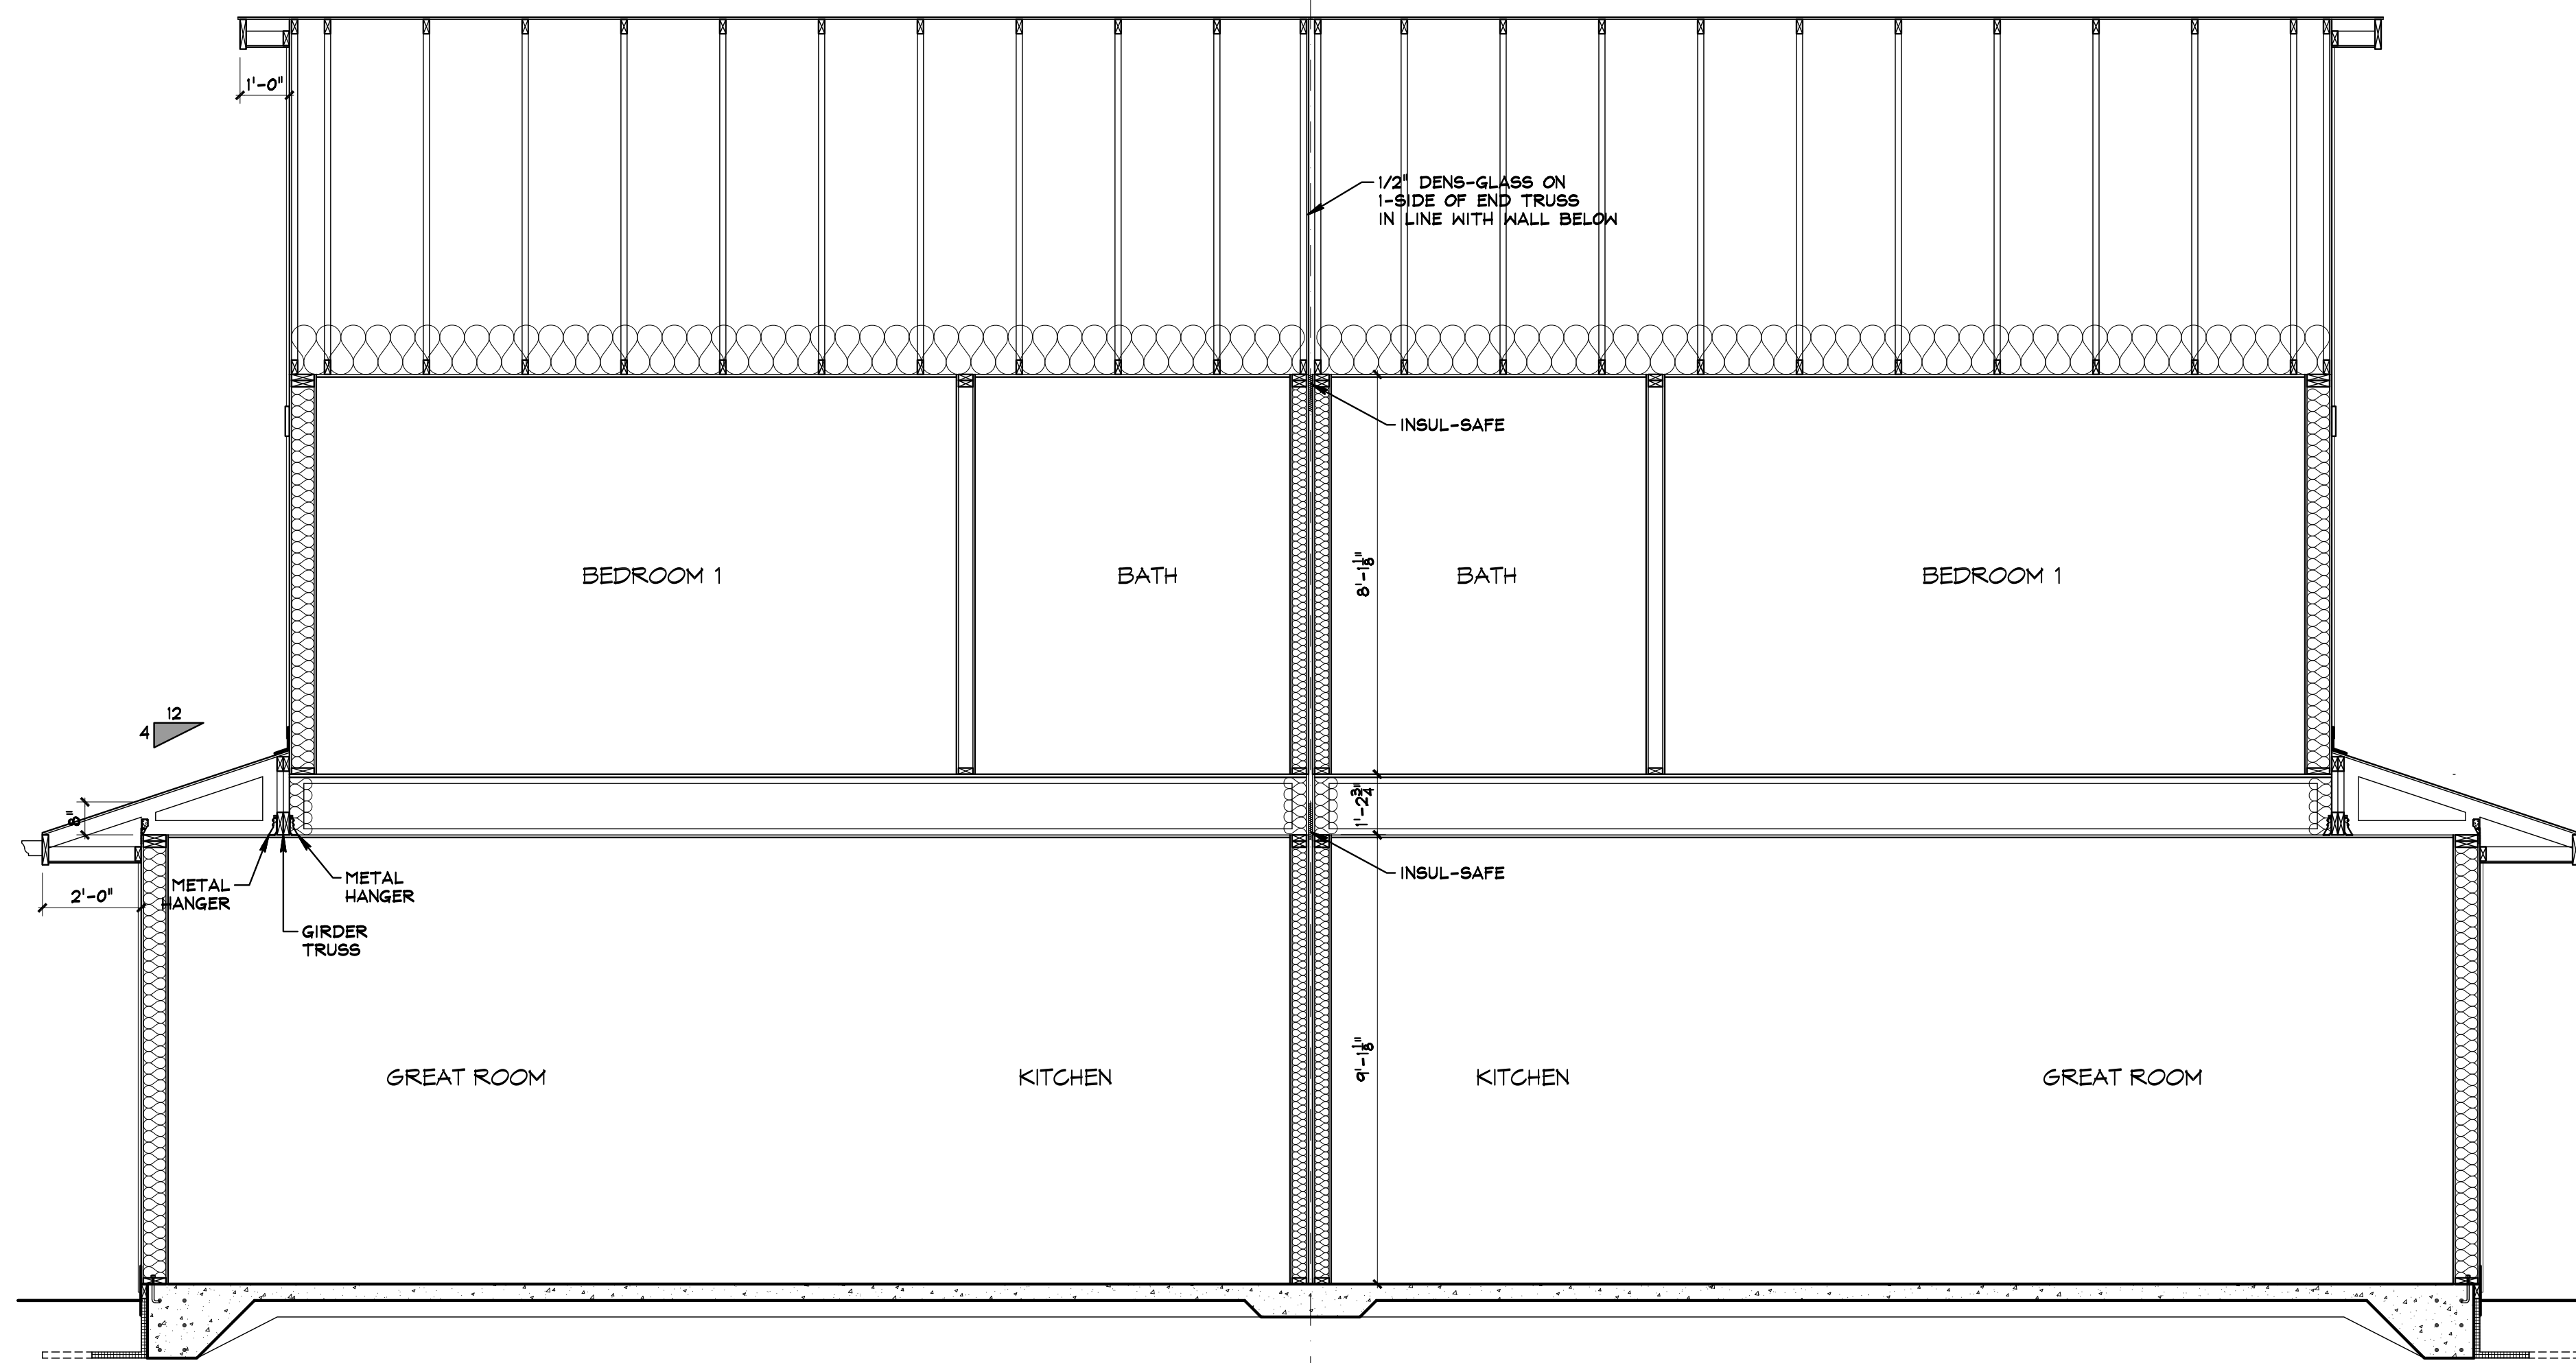 1'-0"
1/2" DENS-GLASS ON
1-SIDE OF END TRUSS
IN LINE WITH WALL BELOW
INSUL-SAFE
BEDROOM 1
BATH
8'-1 1/8"
BATH
BEDROOM 1
12
4
8"
1'-2 3/4"
METAL
HANGER
METAL
HANGER
INSUL-SAFE
2'-0"
GIRDER
TRUSS
GREAT ROOM
KITCHEN
9'-1 1/8"
KITCHEN
GREAT ROOM